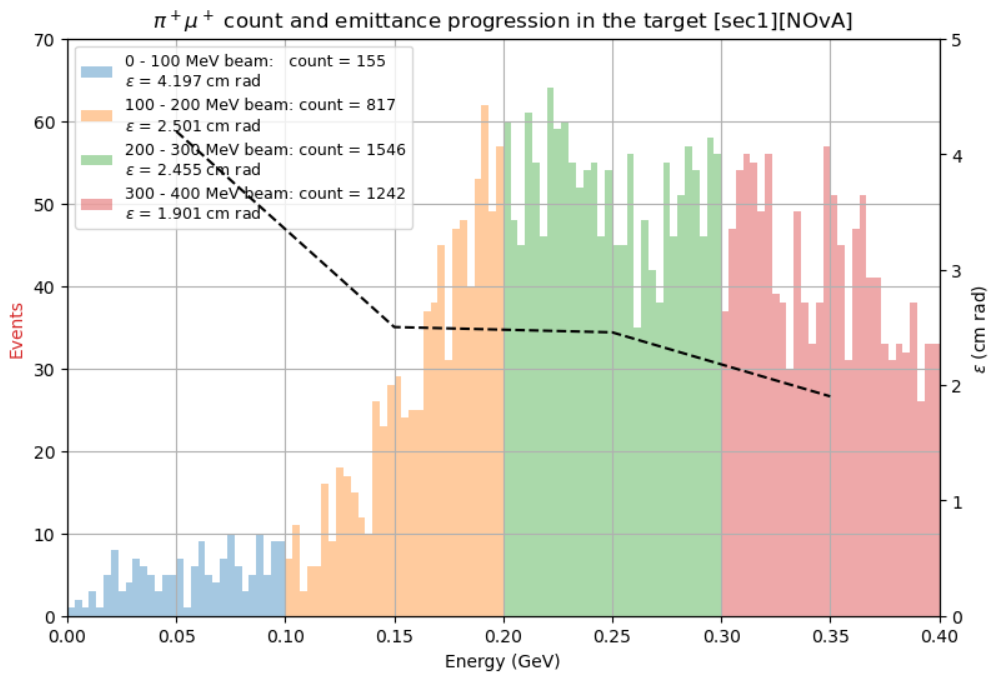 π⁺μ⁺ count and emittance progression in the target [sec1][NOvA]
70
60
50
40
30
20
10
0
Events
0 - 100 MeV beam:   count = 155
ε = 4.197 cm rad
100 - 200 MeV beam: count = 817
ε = 2.501 cm rad
200 - 300 MeV beam: count = 1546
ε = 2.455 cm rad
300 - 400 MeV beam: count = 1242
ε = 1.901 cm rad
5
4
3
2
1
0
ε (cm rad)
0.00 0.05 0.10 0.15 0.20 0.25 0.30 0.35 0.40
Energy (GeV)